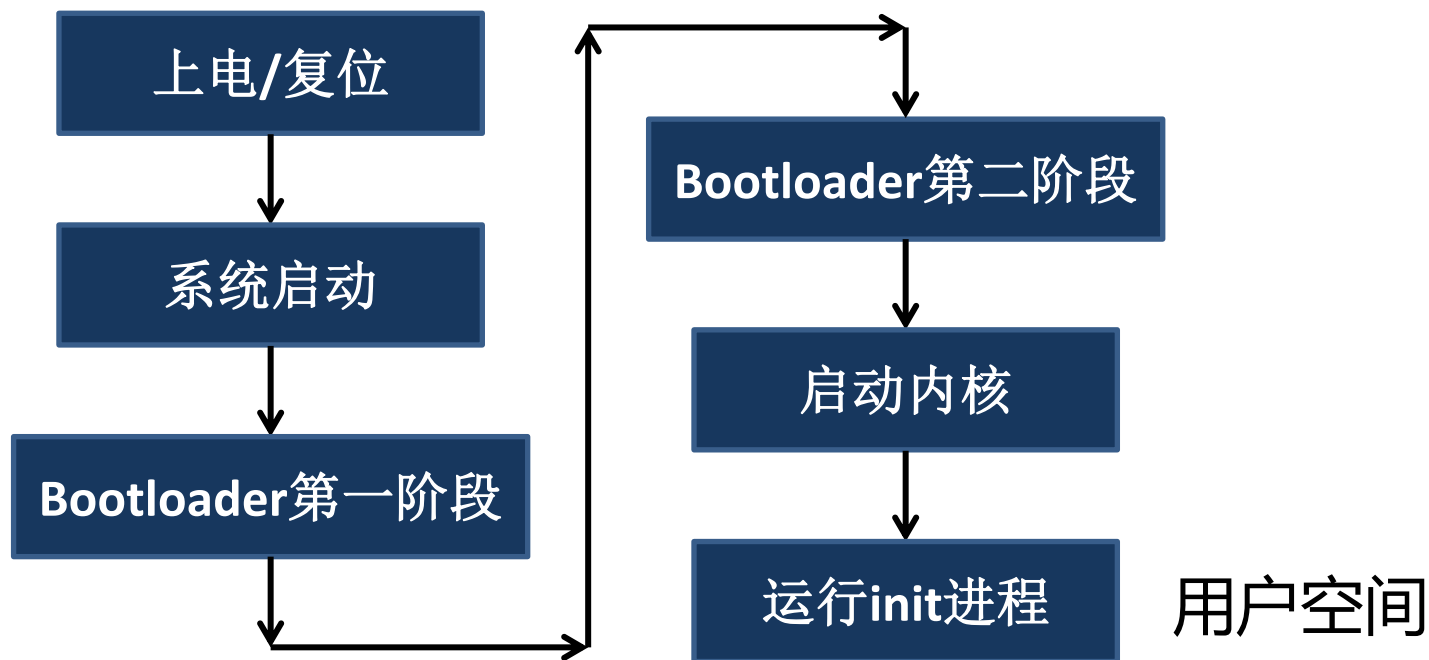 上电/复位
系统启动
Bootloader第一阶段
Bootloader第二阶段
启动内核
运行init进程
用户空间